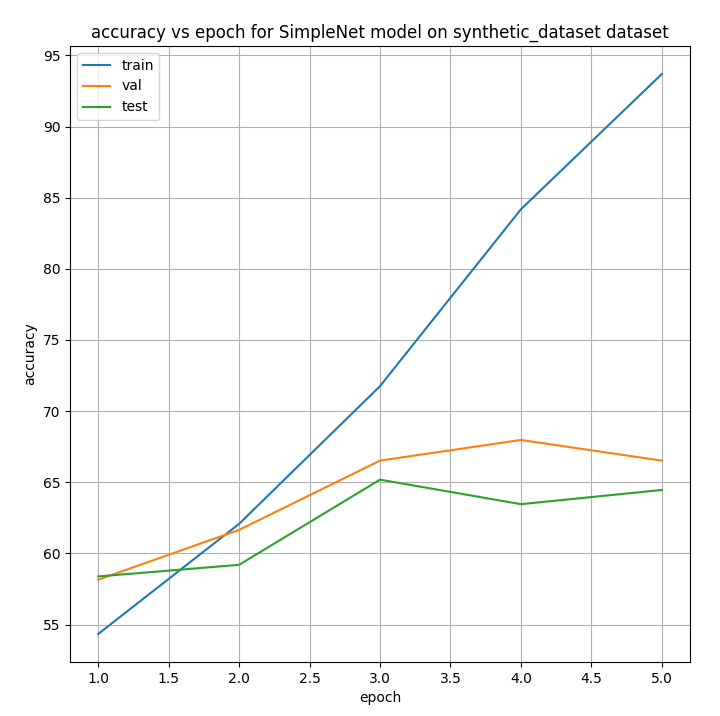 accuracy vs epoch for SimpleNet model on synthetic_dataset dataset
train
val
test
95
90
85
80
75
70
65
60
55
accuracy
1.0 1.5 2.0 2.5 3.0 3.5 4.0 4.5 5.0
epoch